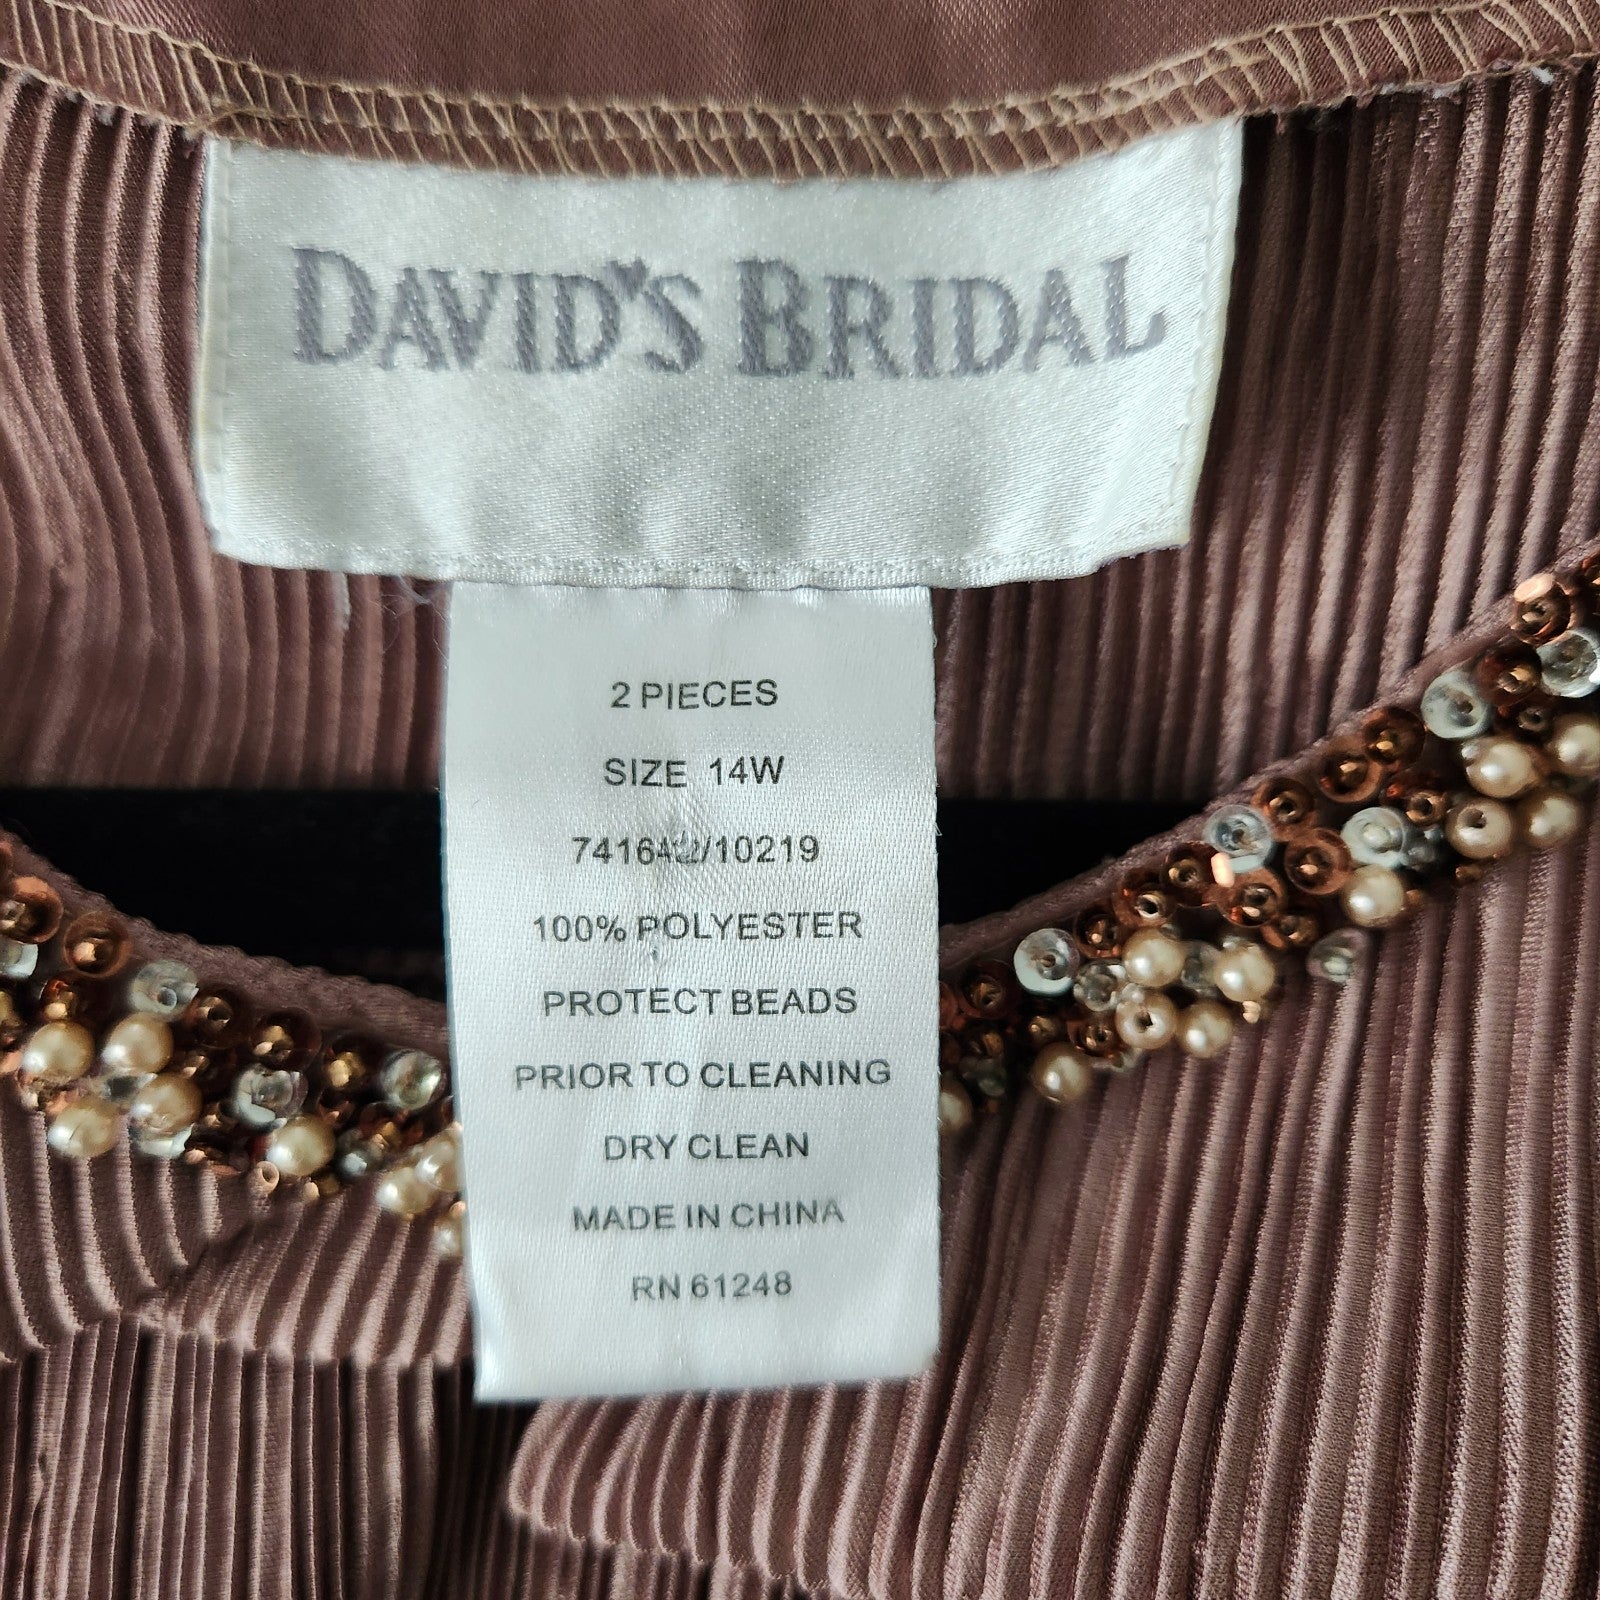 DAVID'S BRIDAL
2 PIECES
SIZE 14W
100% POLYESTER
PROTECT BEADS
PRIOR TO CLEANING
DRY CLEAN
MADE IN CHINA
RN 61248